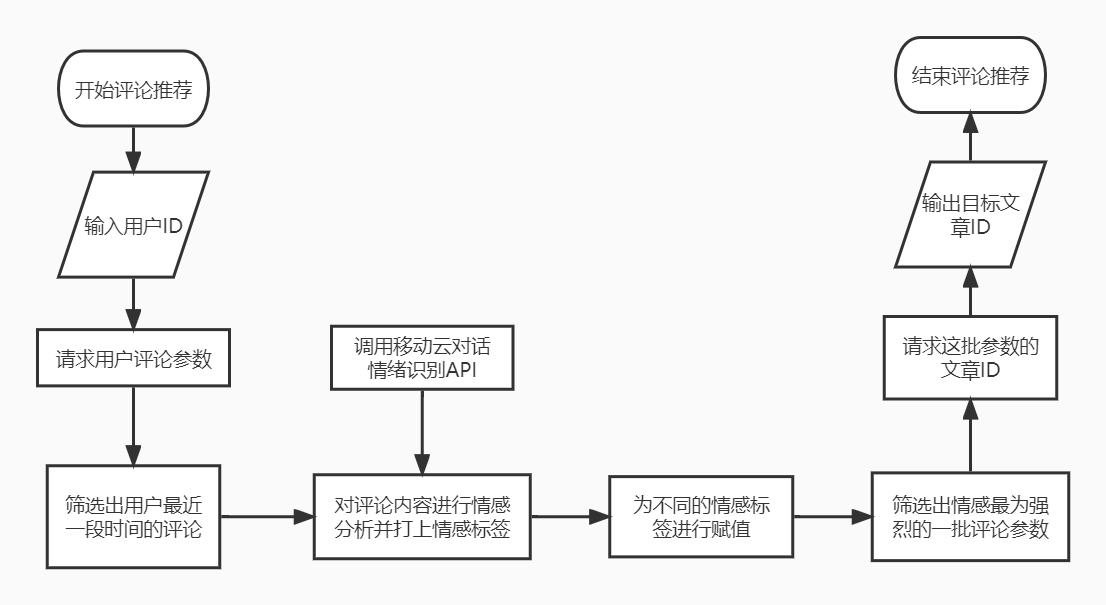 开始评论推荐
输入用户ID
请求用户评论参数
筛选出用户最近
一段时间的评论
调用移动云对话
情绪识别API
对评论内容进行情感
分析并打上情感标签
为不同的情感标
签进行赋值
筛选出情感最为强
烈的一批评论参数
请求这批参数的
文章ID
输出目标文
章ID
结束评论推荐